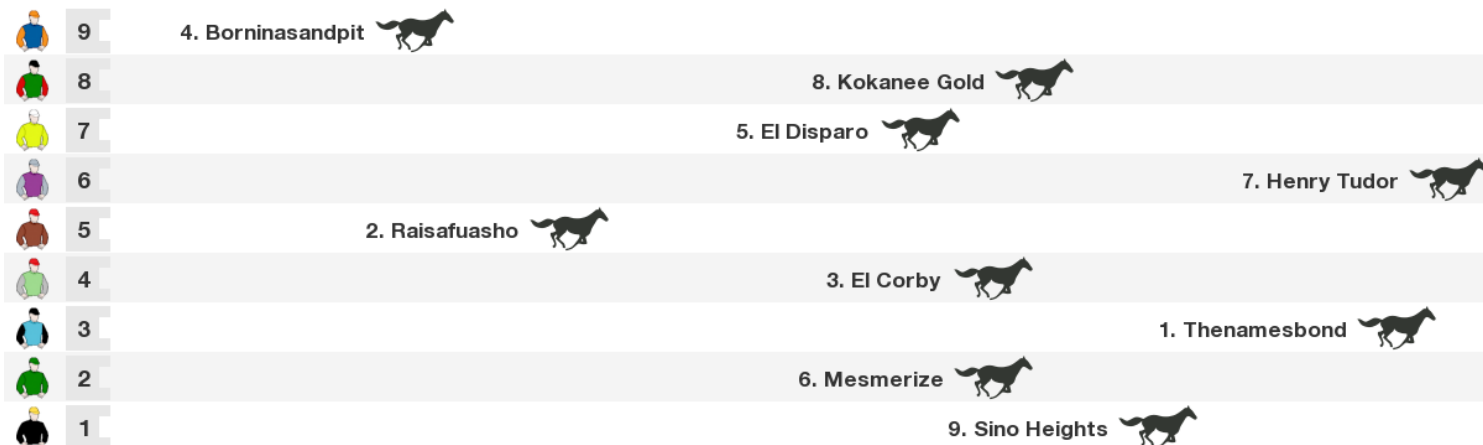 9 4. Borninasandpit
8 8. Kokanee Gold
7 5. El Disparo
6 7. Henry Tudor
5 2. Raisafuasho
4 3. El Corby
3 1. Thenamesbond
2 6. Mesmerize
1 9. Sino Heights